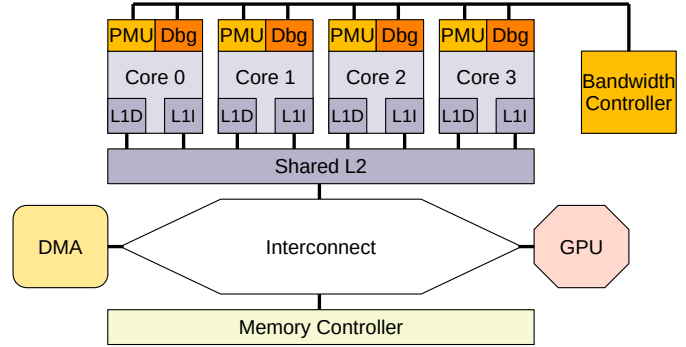 PMU Dbg PMU Dbg PMU Dbg PMU Dbg
Core 0 Core 1 Core 2 Core 3
L1D L1I L1D L1I L1D L1I L1D L1I
Bandwidth
Controller
Shared L2
DMA
Interconnect
GPU
Memory Controller